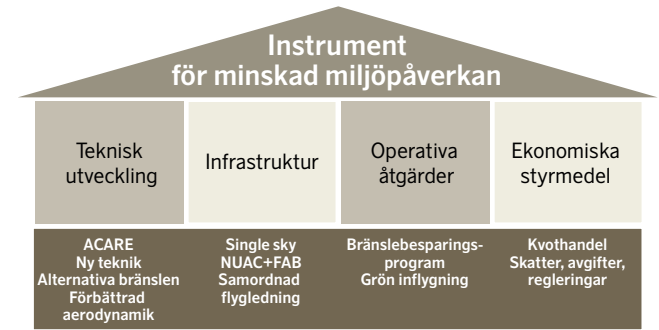 Instrument
för minskad miljöpåverkan
Teknisk
utveckling
Infrastruktur
Operativa
åtgärder
Ekonomiska
styrmedel
ACARE
Ny teknik
Alternativa bränslen
Förbättrad
aerodynamik
Single sky
NUAC+FAB
Samordnad
flygledning
Bränslebesparings-
program
Grön inflygning
Kvothandel
Skatter, avgifter,
regleringar